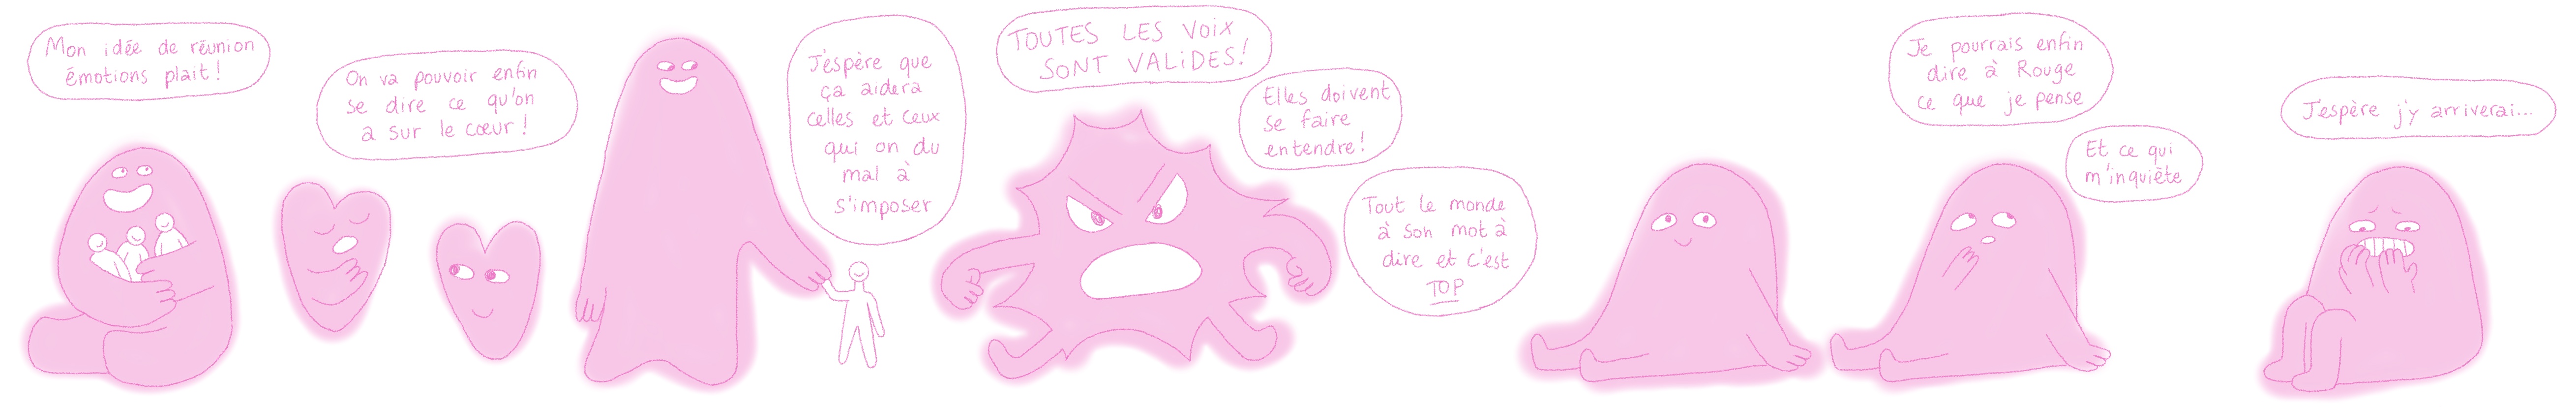 Mon idée de réunion
émotions plait !
On va pouvoir enfin
se dire ce qu'on
a sur le cœur !
J'espère que
ça aidera
celles et ceux
qui on du
mal à
s'imposer
TOUTES LES VOIX
SONT VALIDES !
Elles doivent
se faire
entendre !
Tout le monde
à son mot à
dire et c'est
TOP
Je pourrais enfin
dire à Rouge
ce que je pense
Et ce qui
m'inquiète
J'espère j'y arriverai...